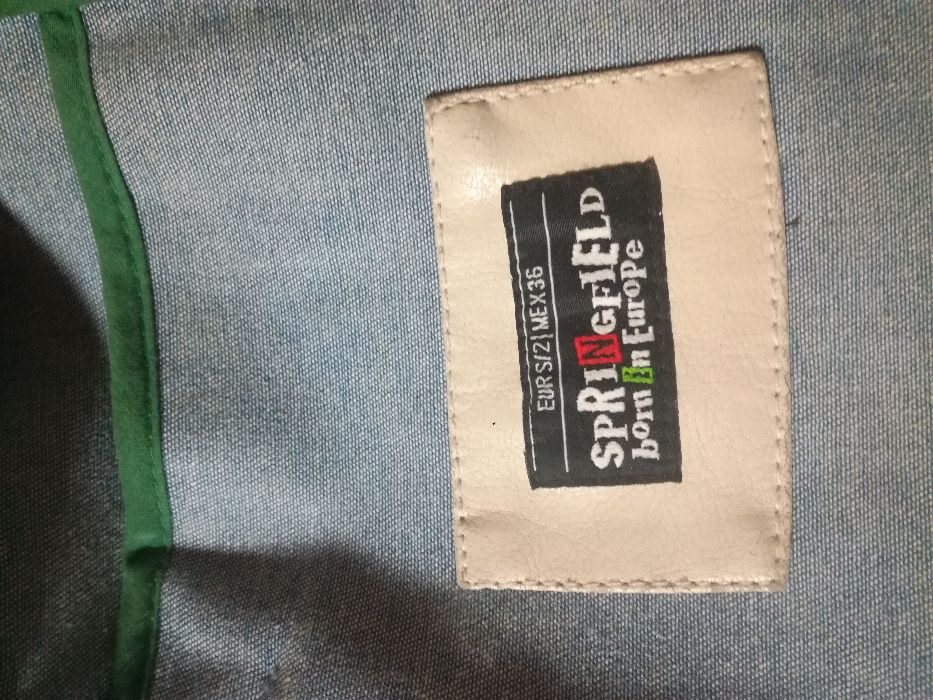 EUR S/2|MEX 36
SPRINGFIELD
born in Europe